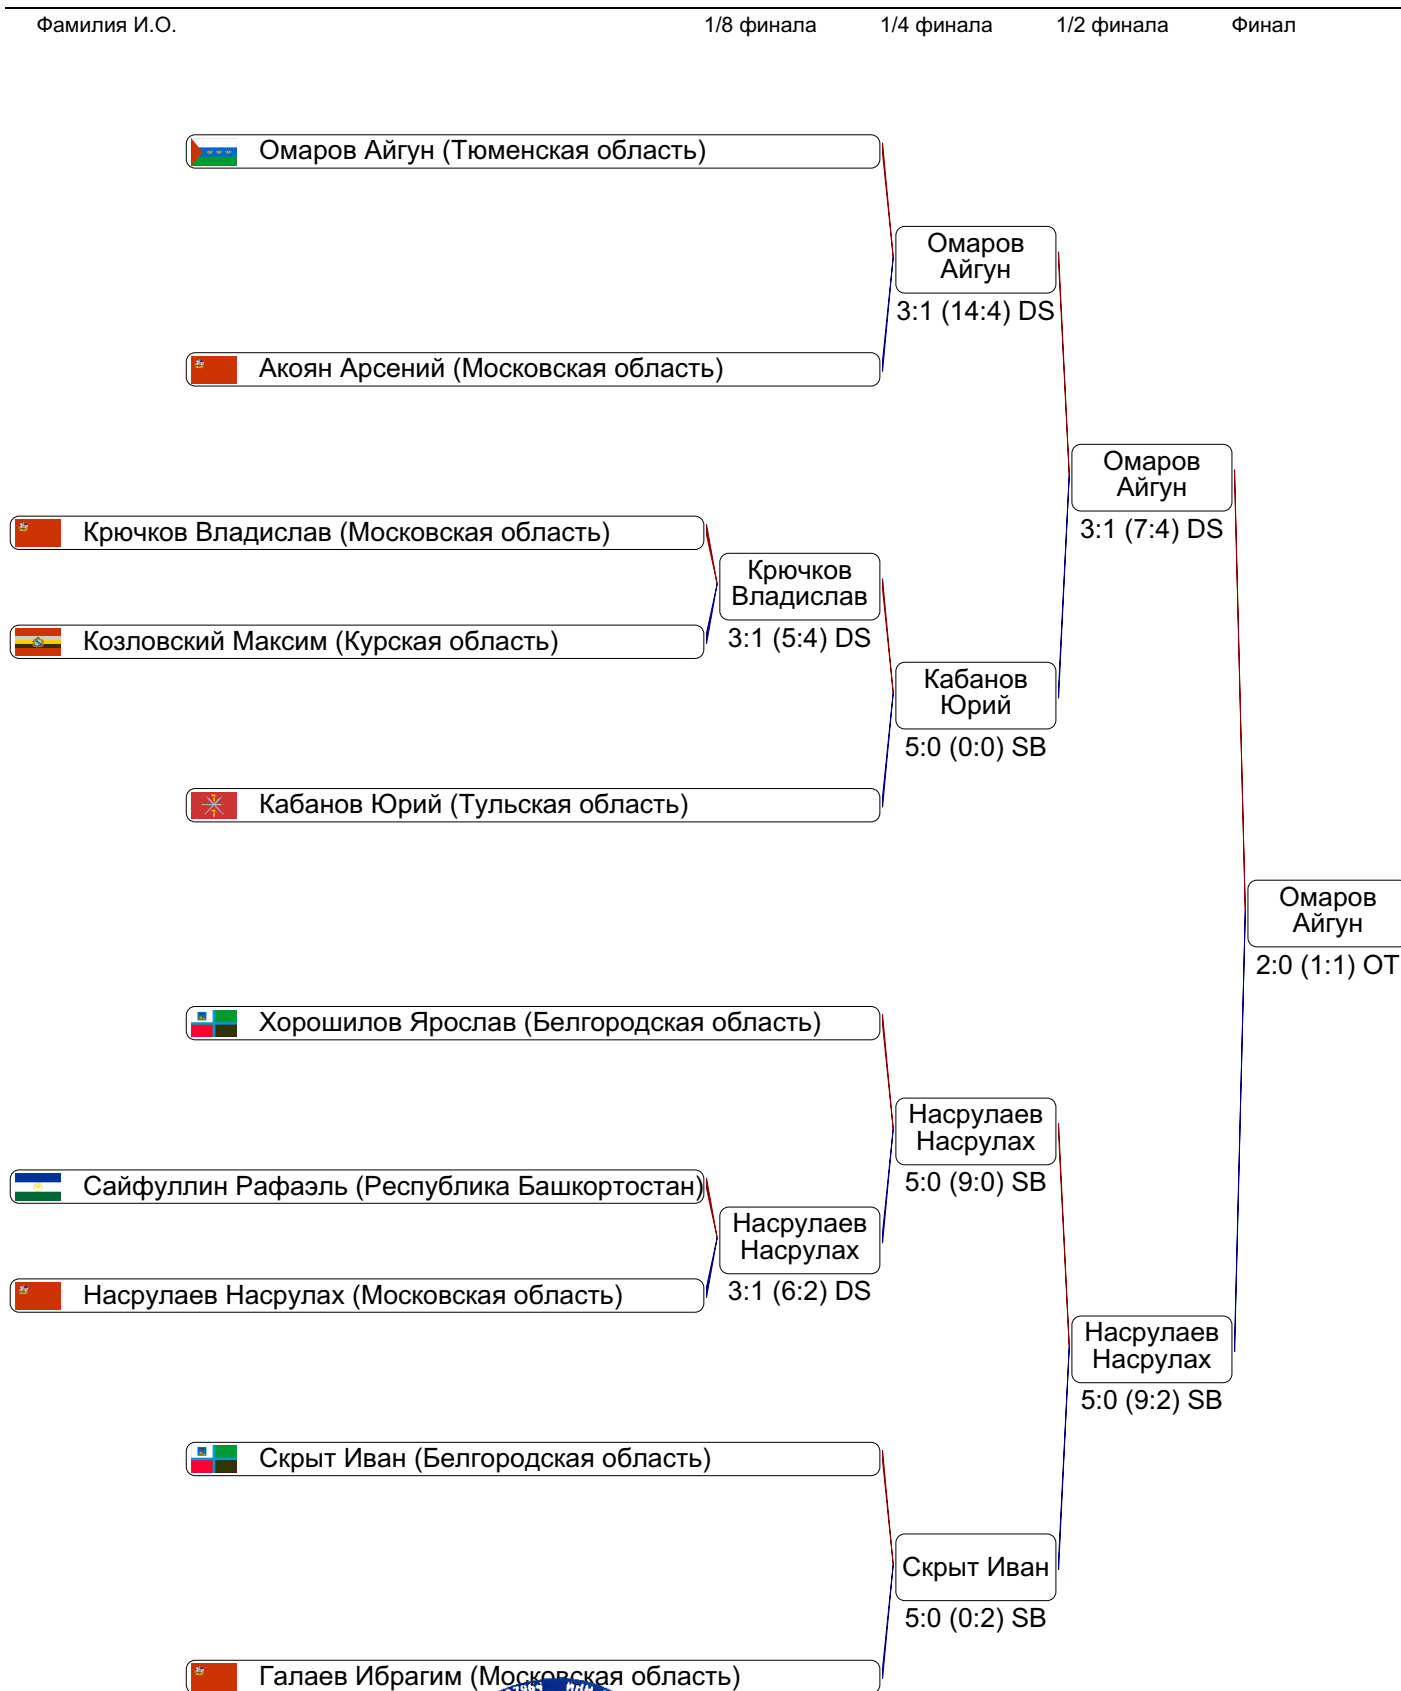 Фамилия И.О. 1/8 финала 1/4 финала 1/2 финала Финал
Омаров Айгун (Тюменская область)
Омаров
Айгун
3:1 (14:4) DS
Акоян Арсений (Московская область)
Омаров
Айгун
3:1 (7:4) DS
Крючков Владислав (Московская область)
Крючков
Владислав
3:1 (5:4) DS
Козловский Максим (Курская область)
Кабанов
Юрий
5:0 (0:0) SB
Кабанов Юрий (Тульская область)
Омаров
Айгун
2:0 (1:1) OT
Хорошилов Ярослав (Белгородская область)
Насрулаев
Насрулах
5:0 (9:0) SB
Сайфуллин Рафаэль (Республика Башкортостан)
Насрулаев
Насрулах
3:1 (6:2) DS
Насрулаев Насрулах (Московская область)
Насрулаев
Насрулах
5:0 (9:2) SB
Скрыт Иван (Белгородская область)
Скрыт Иван
5:0 (0:2) SB
Галаев Ибрагим (Московская область)